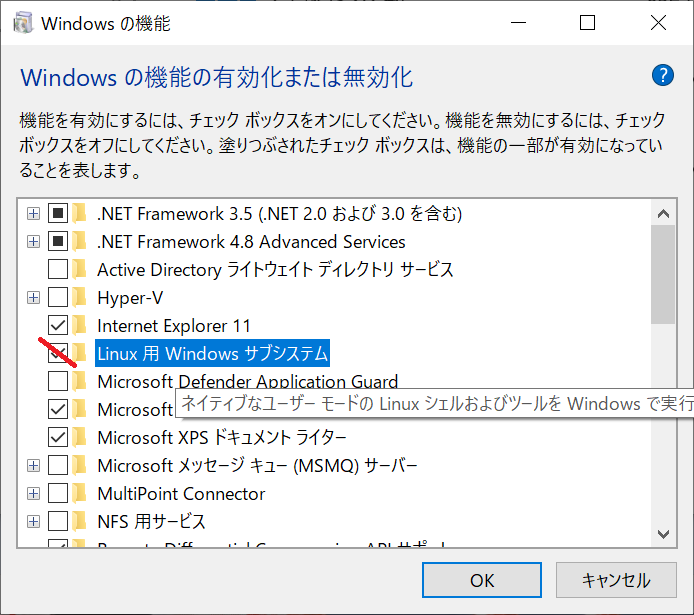 Windows の機能
Windows の機能の有効化または無効化
機能を有効にするには、チェック ボックスをオンにしてください。機能を無効にするには、チェック
ボックスをオフにしてください。塗りつぶされたチェック ボックスは、機能の一部が有効になってい
ることを表します。
.NET Framework 3.5 (.NET 2.0 および 3.0 を含む)
.NET Framework 4.8 Advanced Services
Active Directory ライトウェイト ディレクトリ サービス
Hyper-V
Internet Explorer 11
Linux 用 Windows サブシステム
Microsoft Defender Application Guard
ネイティブなユーザー モードの Linux シェルおよびツールを Windows で実行
Microsoft
Microsoft XPS ドキュメント ライター
Microsoft メッセージ キュー (MSMQ) サーバー
MultiPoint Connector
NFS 用サービス
OK
キャンセル